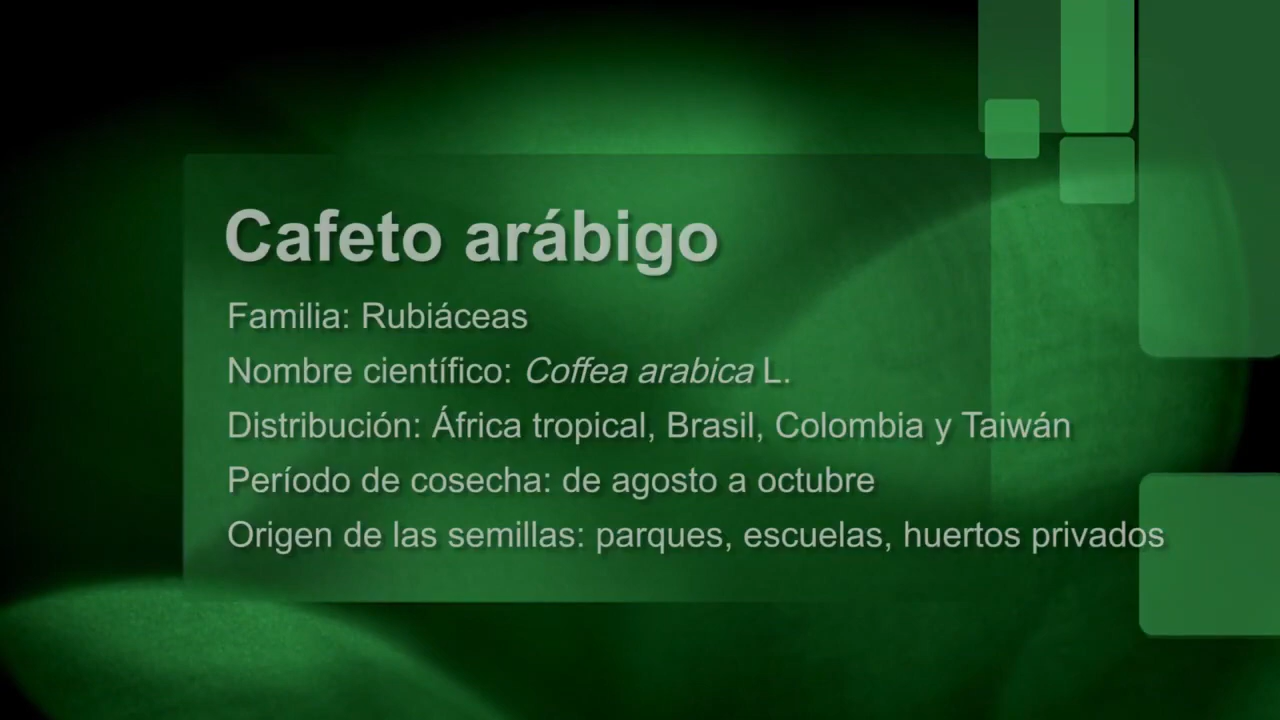 Cafeto arábigo
Familia: Rubiáceas
Nombre científico: Coffea arabica L.
Distribución: África tropical, Brasil, Colombia y Taiwán
Período de cosecha: de agosto a octubre
Origen de las semillas: parques, escuelas, huertos privados